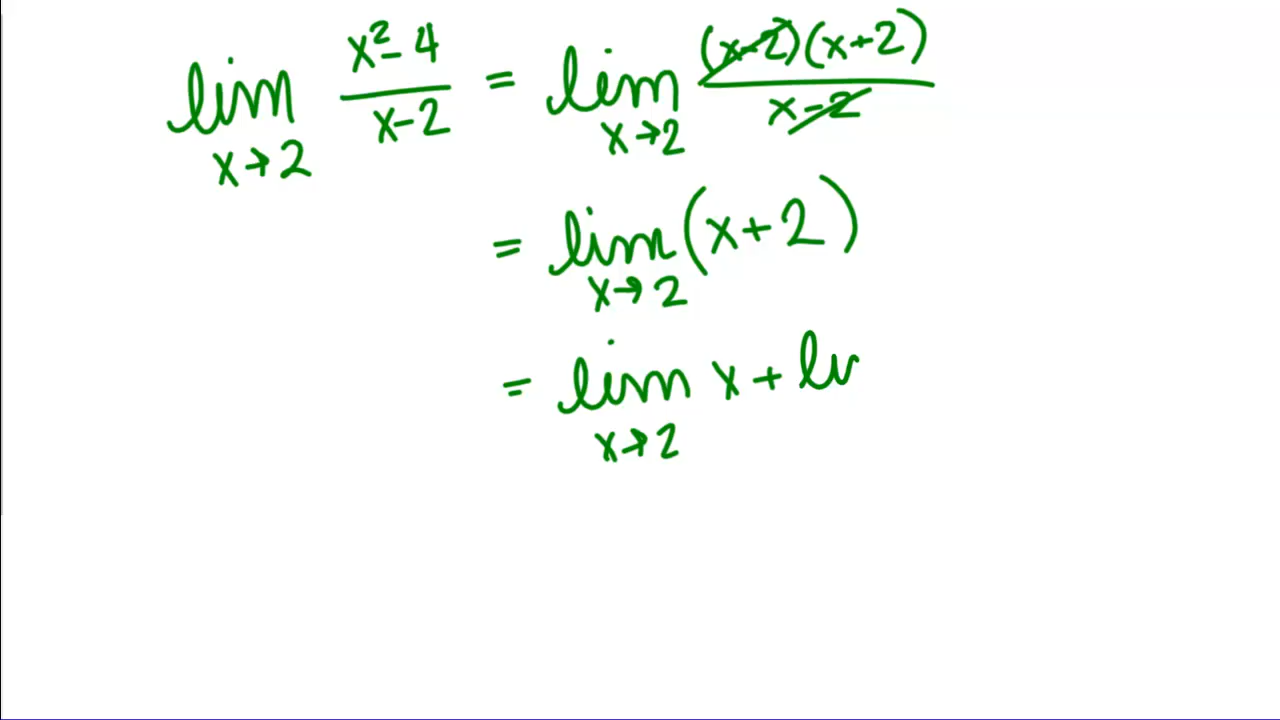 lim x→2 x²-4 / x-2 = lim x→2 (x-2)(x+2) / x-2
= lim x→2 (x+2)
= lim x→2 x +